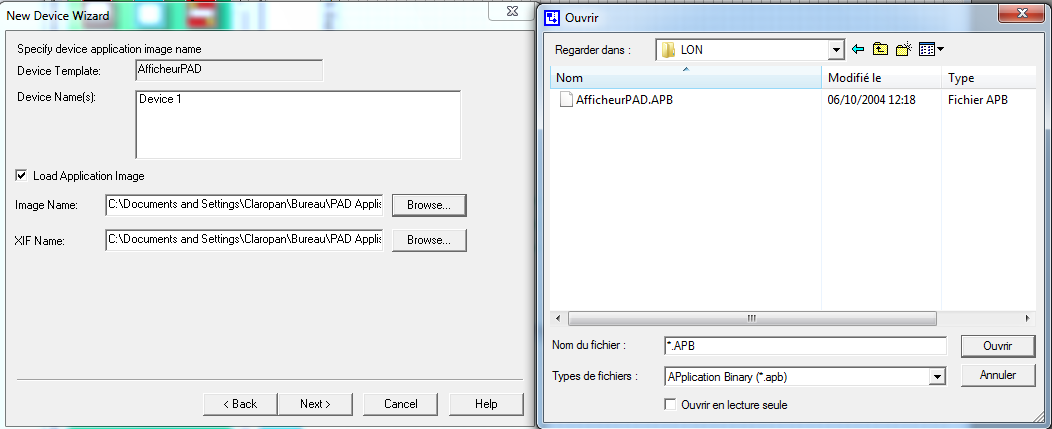 New Device Wizard
Specify device application image name
Device Template: AfficheurPAD
Device Name(s): Device 1
Load Application Image
Image Name: C:\Documents and Settings\Claropan\Bureau\PAD Applis Browse...
XIF Name: C:\Documents and Settings\Claropan\Bureau\PAD Applis Browse...
< Back Next > Cancel Help
Ouvrir
Regarder dans : LON
Nom Modifié le Type
AfficheurPAD.APB 06/10/2004 12:18 Fichier APB
Nom du fichier : *.APB Ouvrir
Types de fichiers : APplication Binary (*.apb) Annuler
Ouvrir en lecture seule